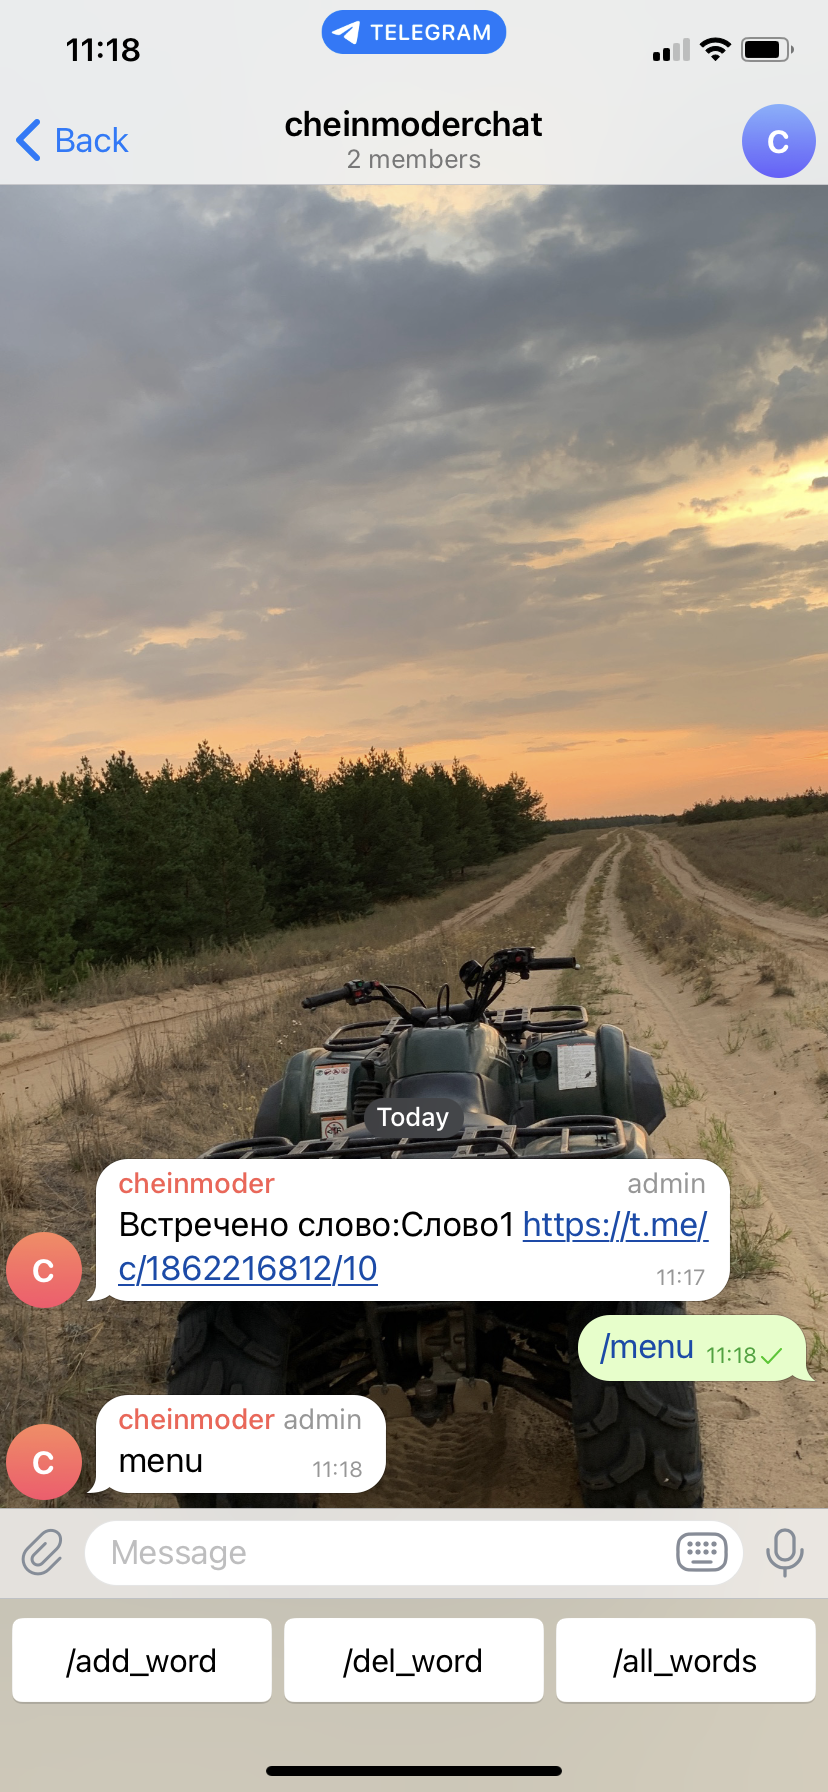 11:18
TELEGRAM
Back
cheinmoderchat
2 members
C
Today
cheinmoder admin
Встречено слово:Слово1 https://t.me/
c/1862216812/10
11:17
C
/menu 11:18
cheinmoder admin
menu 11:18
C
Message
/add_word /del_word /all_words